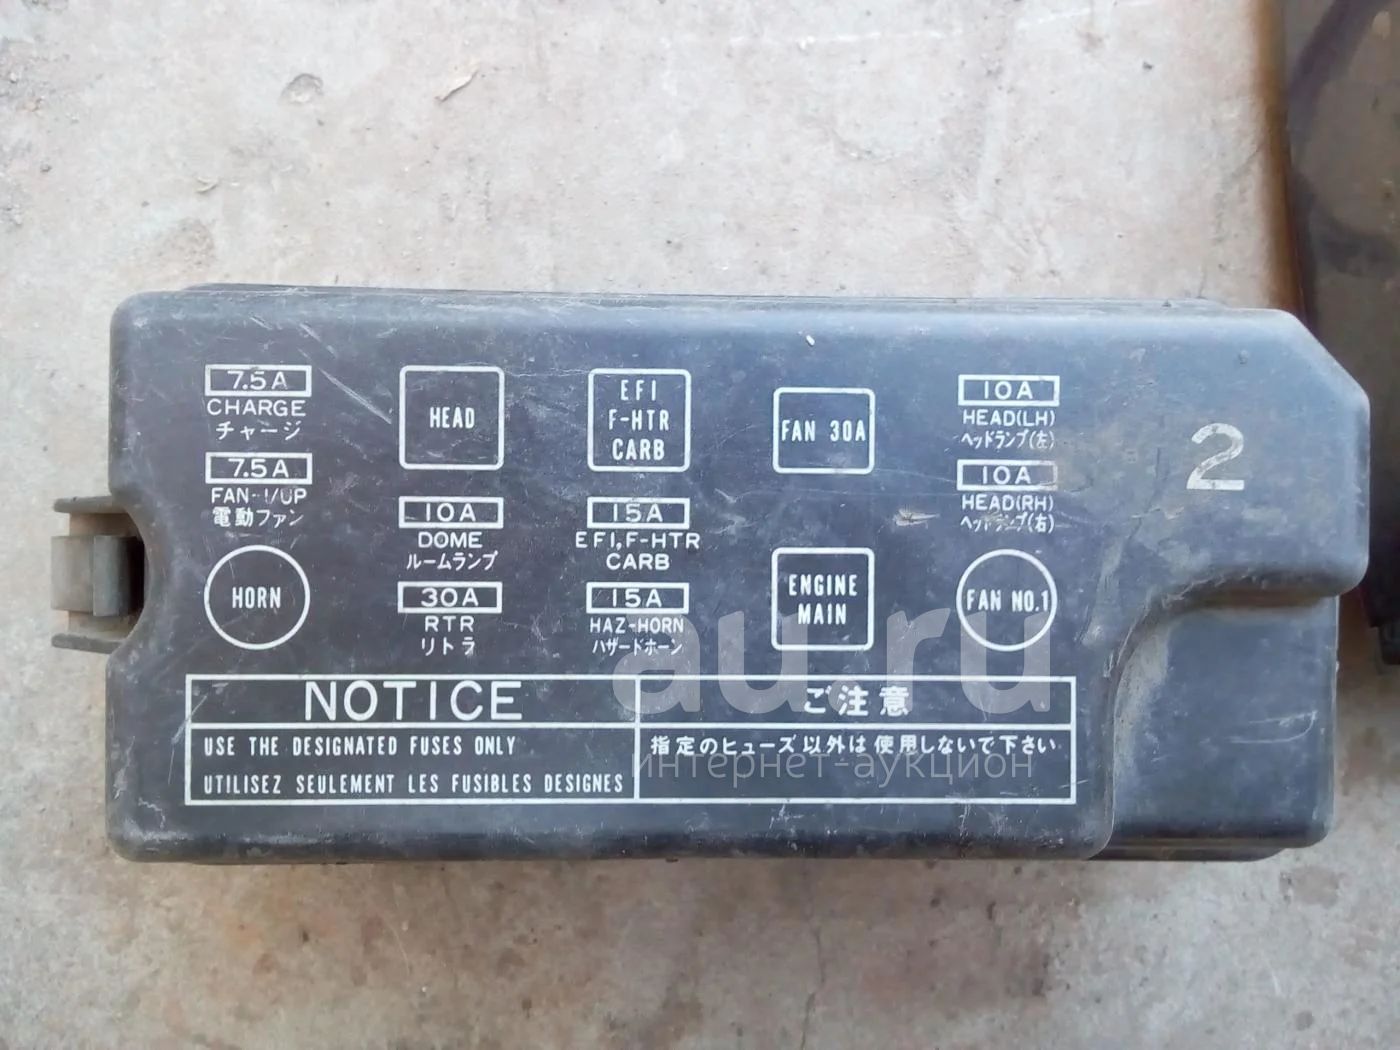 7.5A
CHARGE
チャージ
7.5A
FAN-I/UP
電動ファン
HORN
HEAD
10A
DOME
ルームランプ
30A
RTR
リトラ
EFI
F-HTR
CARB
15A
EFI,F-HTR
CARB
15A
HAZ-HORN
ハザードホーン
FAN 30A
ENGINE
MAIN
10A
HEAD(LH)
ヘッドランプ(左)
10A
HEAD(RH)
ヘッドランプ(右)
FAN NO.1
2
NOTICE
USE THE DESIGNATED FUSES ONLY
UTILISEZ SEULEMENT LES FUSIBLES DESIGNES
ご注意
指定のヒューズ以外は使用しないで下さい
au.ru
интернет-аукцион